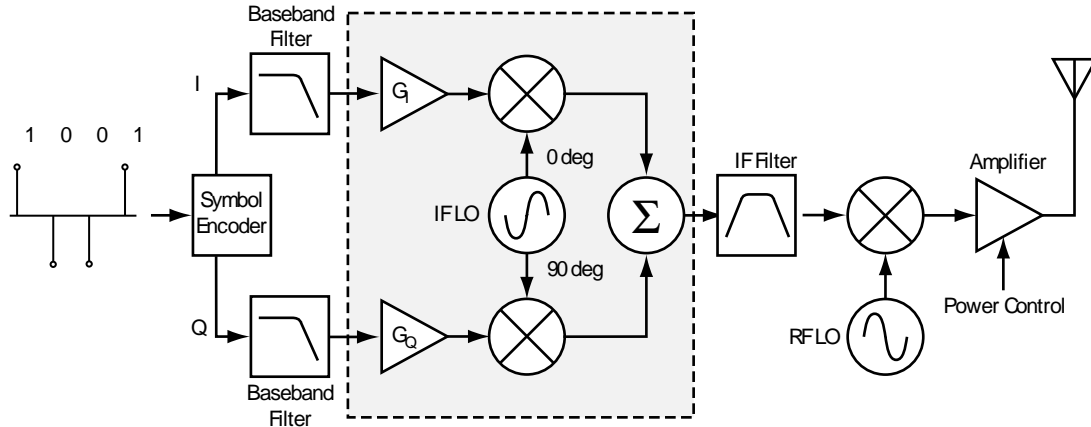 Baseband
Filter
I
G_I
1 0 0 1
0 deg
IF Filter
Amplifier
Symbol
Encoder
IF LO
Σ
90 deg
Power Control
Q
G_Q
RF LO
Baseband
Filter